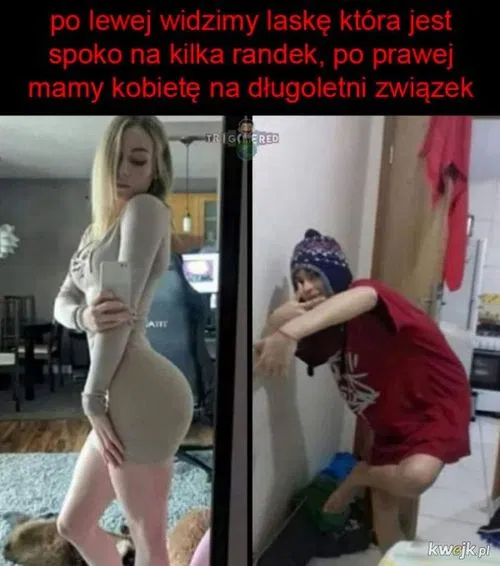 po lewej widzimy laskę która jest
spoko na kilka randek, po prawej
mamy kobietę na długoletni związek
TRIGGERED
kwejk.pl